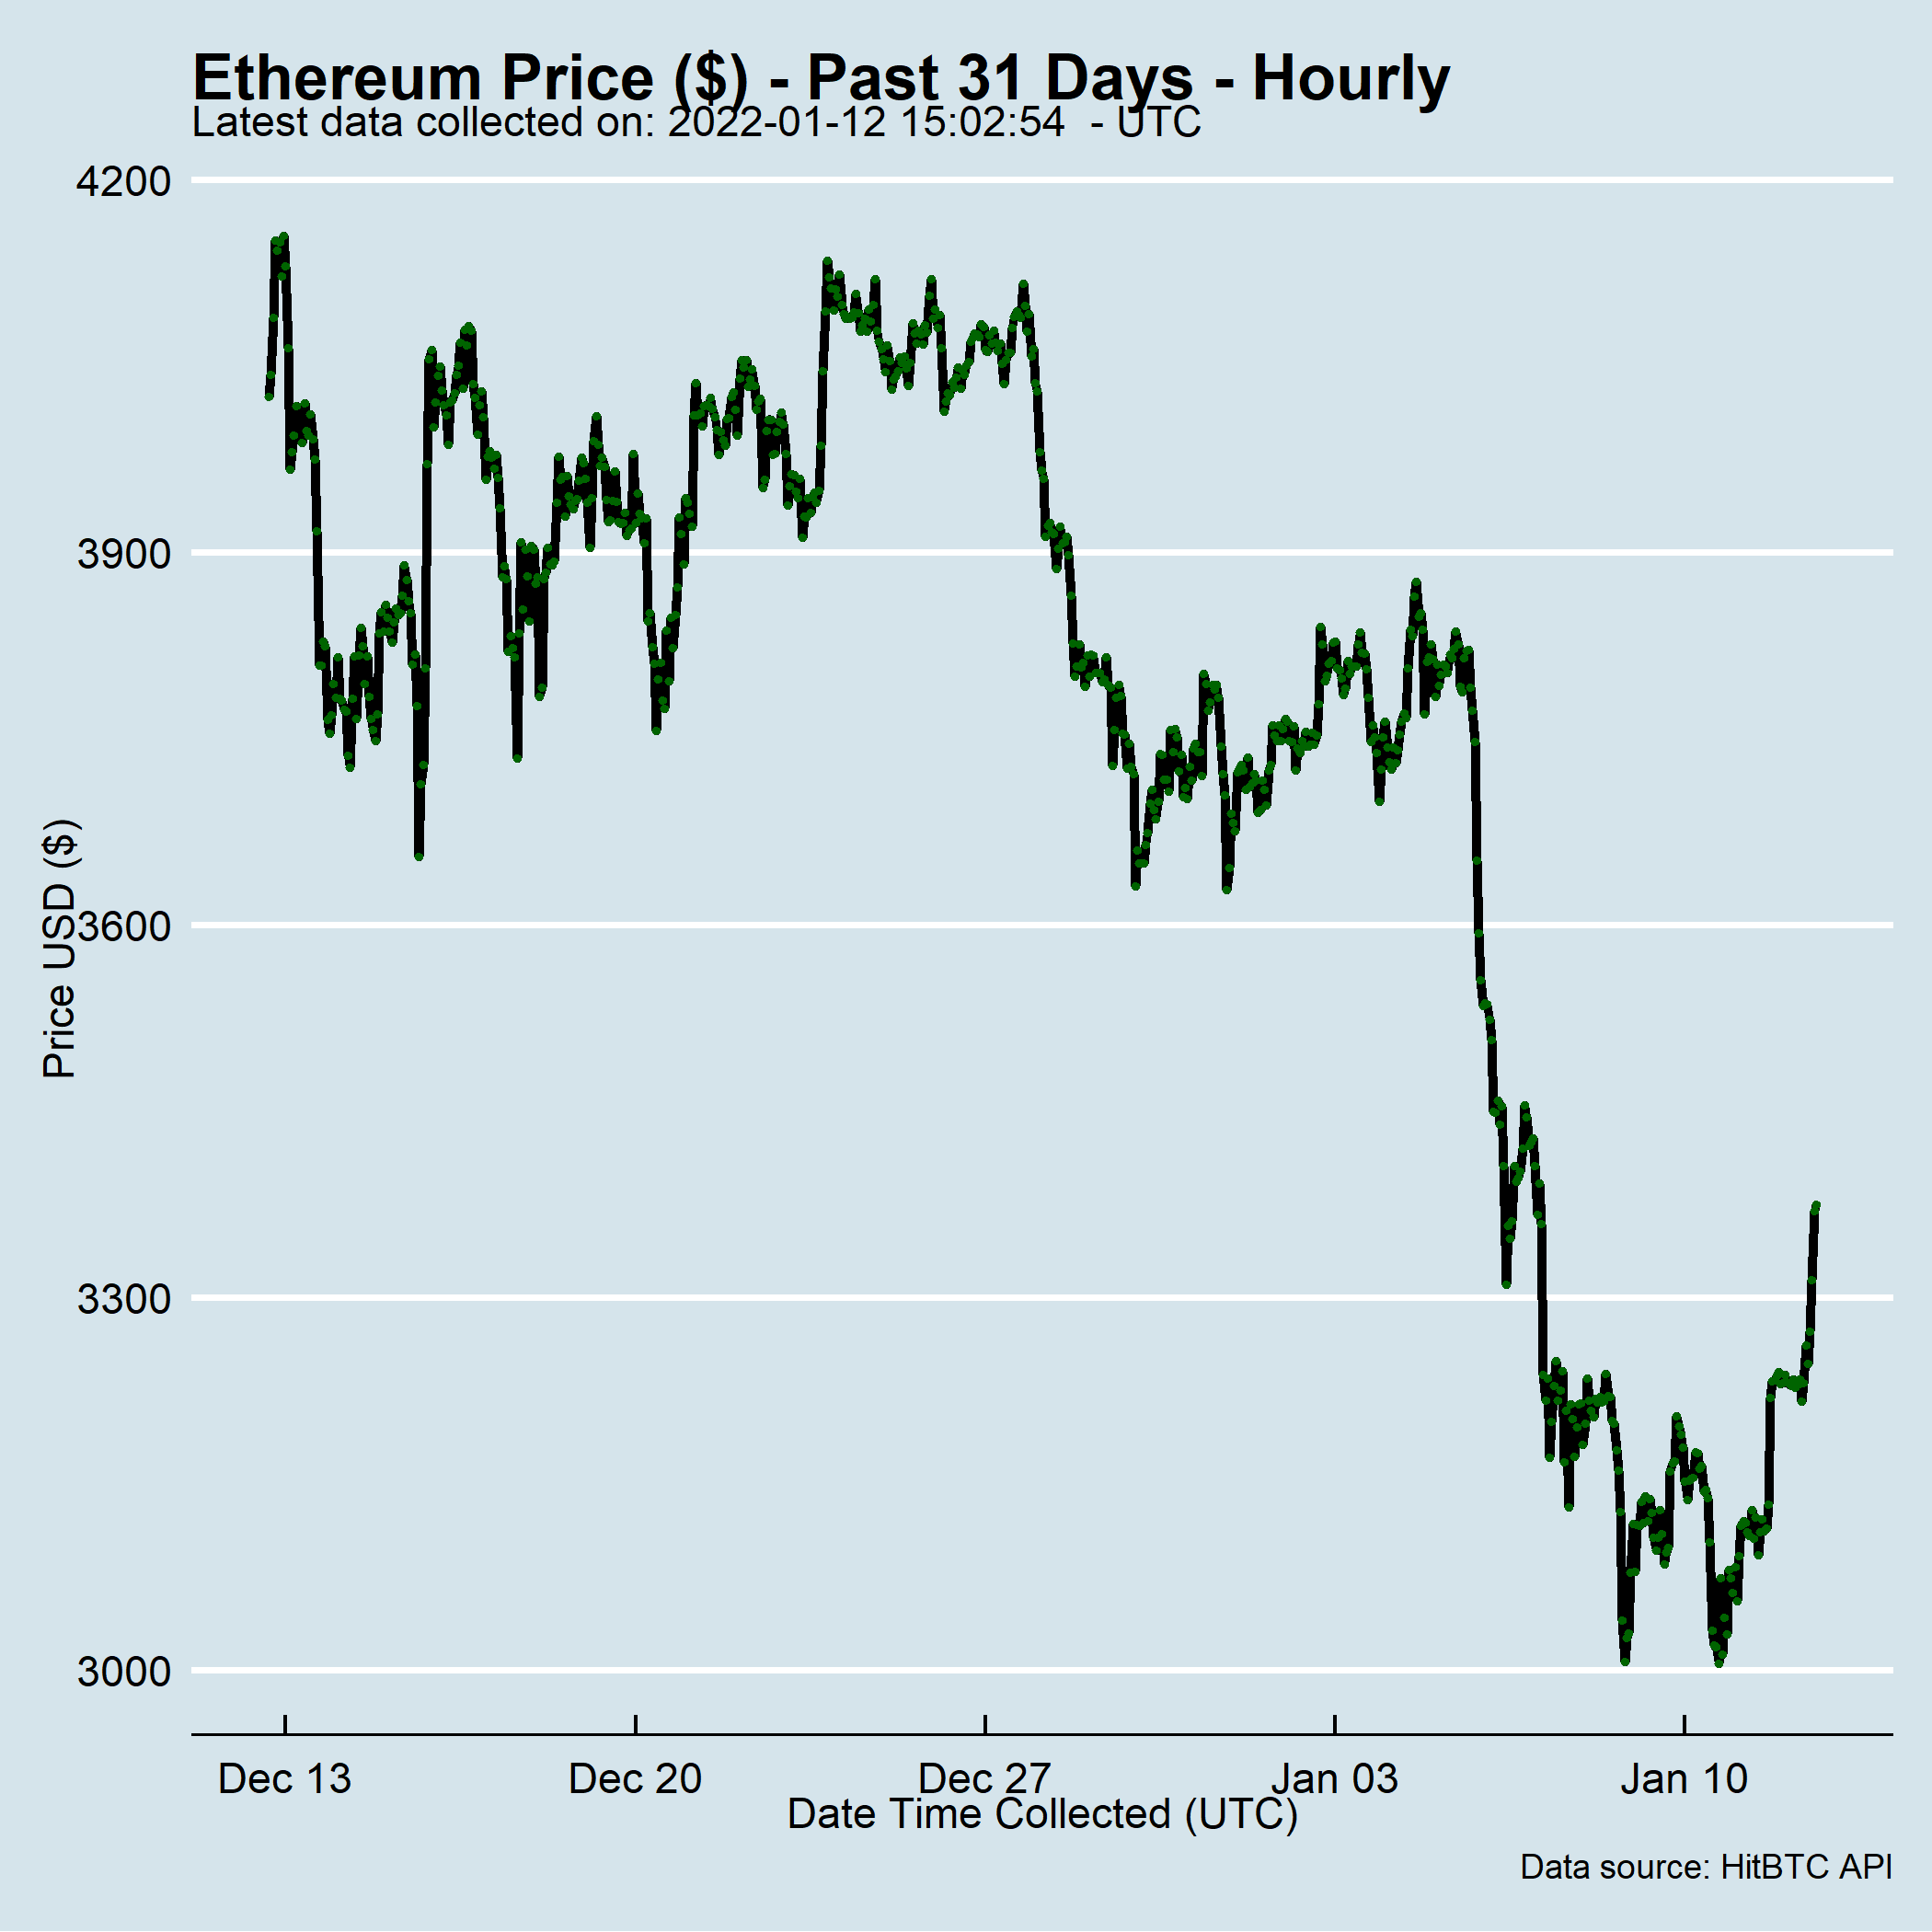 Ethereum Price ($) - Past 31 Days - Hourly
Latest data collected on: 2022-01-12 15:02:54  - UTC
4200
3900
3600
3300
3000
Price USD ($)
Dec 13
Dec 20
Dec 27
Jan 03
Jan 10
Date Time Collected (UTC)
Data source: HitBTC API